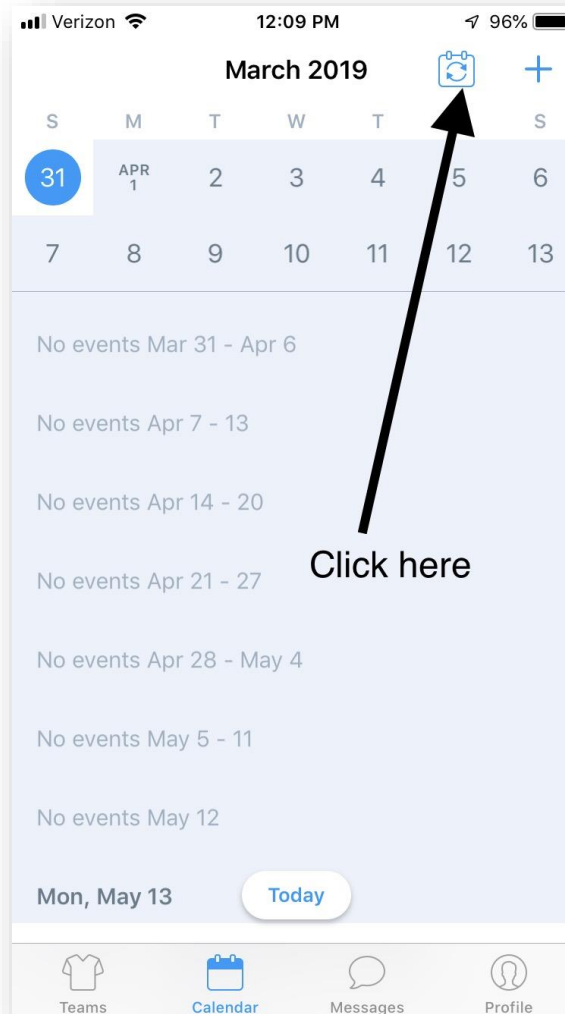 Verizon 12:09 PM 96%
March 2019 +
S M T W T S
31 APR 1 2 3 4 5 6
7 8 9 10 11 12 13
No events Mar 31 - Apr 6
No events Apr 7 - 13
No events Apr 14 - 20
Click here
No events Apr 21 - 27
No events Apr 28 - May 4
No events May 5 - 11
No events May 12
Mon, May 13 Today
Teams Calendar Messages Profile